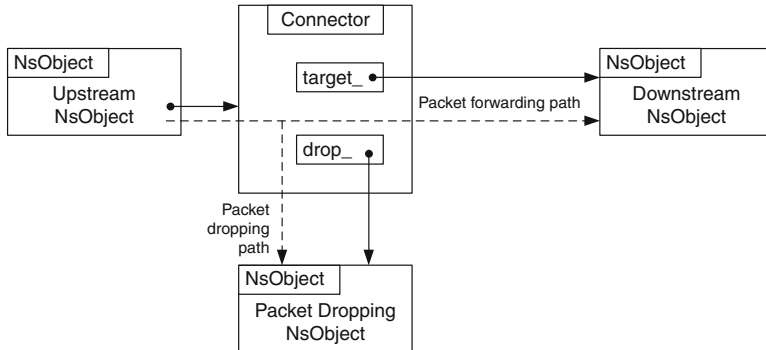 Connector
NsObject
Upstream
NsObject
target_
NsObject
Downstream
NsObject
Packet forwarding path
drop_
Packet
dropping
path
NsObject
Packet Dropping
NsObject